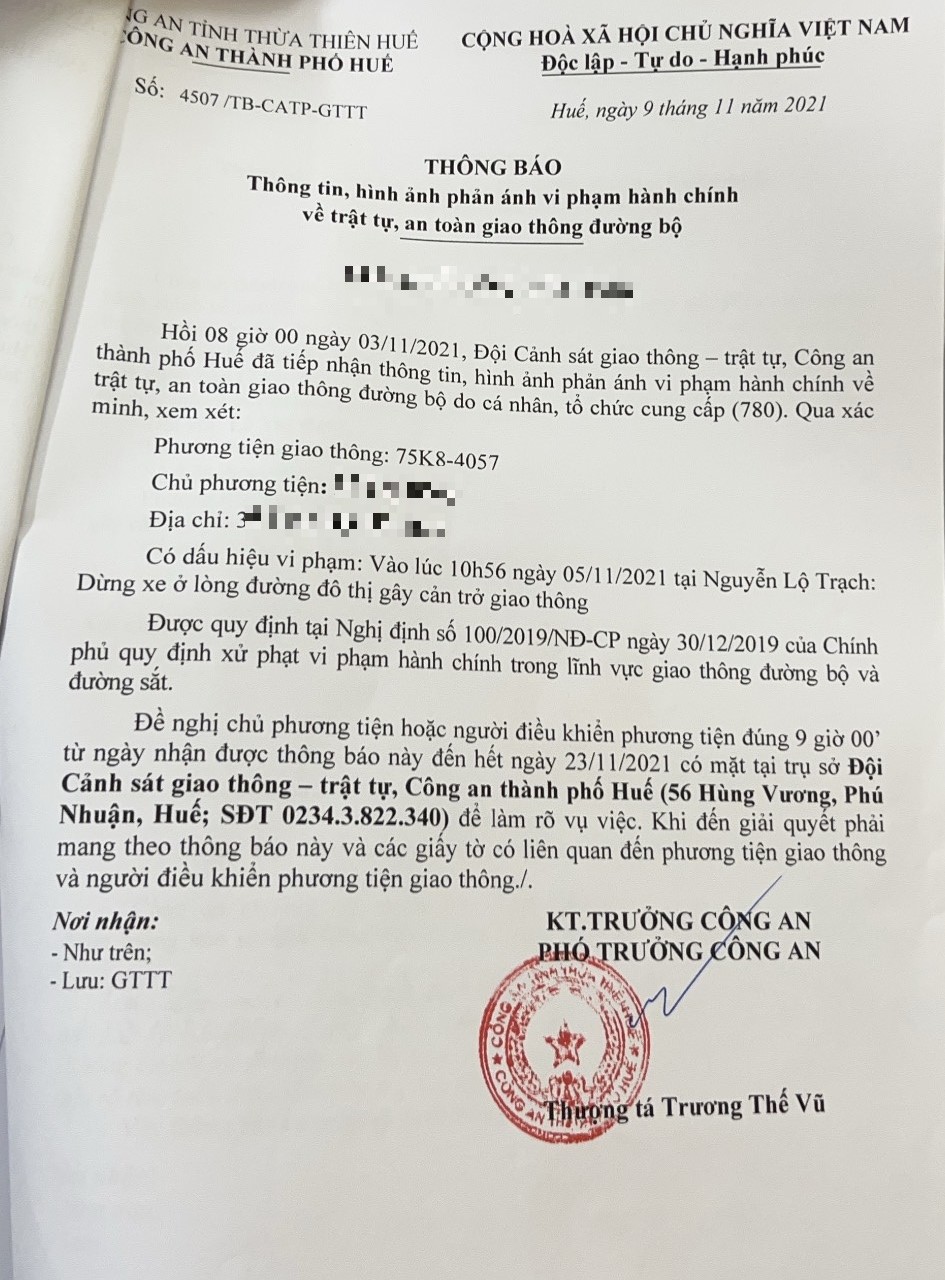 NG AN TỈNH THỪA THIÊN HUẾ
CÔNG AN THÀNH PHỐ HUẾ
Số: 4507 /TB-CATP-GTTT
CỘNG HOÀ XÃ HỘI CHỦ NGHĨA VIỆT NAM
Độc lập - Tự do - Hạnh phúc
Huế, ngày 9 tháng 11 năm 2021
THÔNG BÁO
Thông tin, hình ảnh phản ánh vi phạm hành chính
về trật tự, an toàn giao thông đường bộ
Hồi 08 giờ 00 ngày 03/11/2021, Đội Cảnh sát giao thông – trật tự, Công an
thành phố Huế đã tiếp nhận thông tin, hình ảnh phản ánh vi phạm hành chính về
trật tự, an toàn giao thông đường bộ do cá nhân, tổ chức cung cấp (780). Qua xác
minh, xem xét:
Phương tiện giao thông: 75K8-4057
Chủ phương tiện:
Địa chỉ: 3
Có dấu hiệu vi phạm: Vào lúc 10h56 ngày 05/11/2021 tại Nguyễn Lộ Trạch:
Dừng xe ở lòng đường đô thị gây cản trở giao thông
Được quy định tại Nghị định số 100/2019/NĐ-CP ngày 30/12/2019 của Chính
phủ quy định xử phạt vi phạm hành chính trong lĩnh vực giao thông đường bộ và
đường sắt.
Đề nghị chủ phương tiện hoặc người điều khiển phương tiện đúng 9 giờ 00’
từ ngày nhận được thông báo này đến hết ngày 23/11/2021 có mặt tại trụ sở Đội
Cảnh sát giao thông – trật tự, Công an thành phố Huế (56 Hùng Vương, Phú
Nhuận, Huế; SĐT 0234.3.822.340) để làm rõ vụ việc. Khi đến giải quyết phải
mang theo thông báo này và các giấy tờ có liên quan đến phương tiện giao thông
và người điều khiển phương tiện giao thông./.
Nơi nhận:
- Như trên;
- Lưu: GTTT
KT.TRƯỞNG CÔNG AN
PHÓ TRƯỞNG CÔNG AN
CÔNG AN TỈNH THỪA THIÊN HUẾ
Thượng tá Trương Thế Vũ